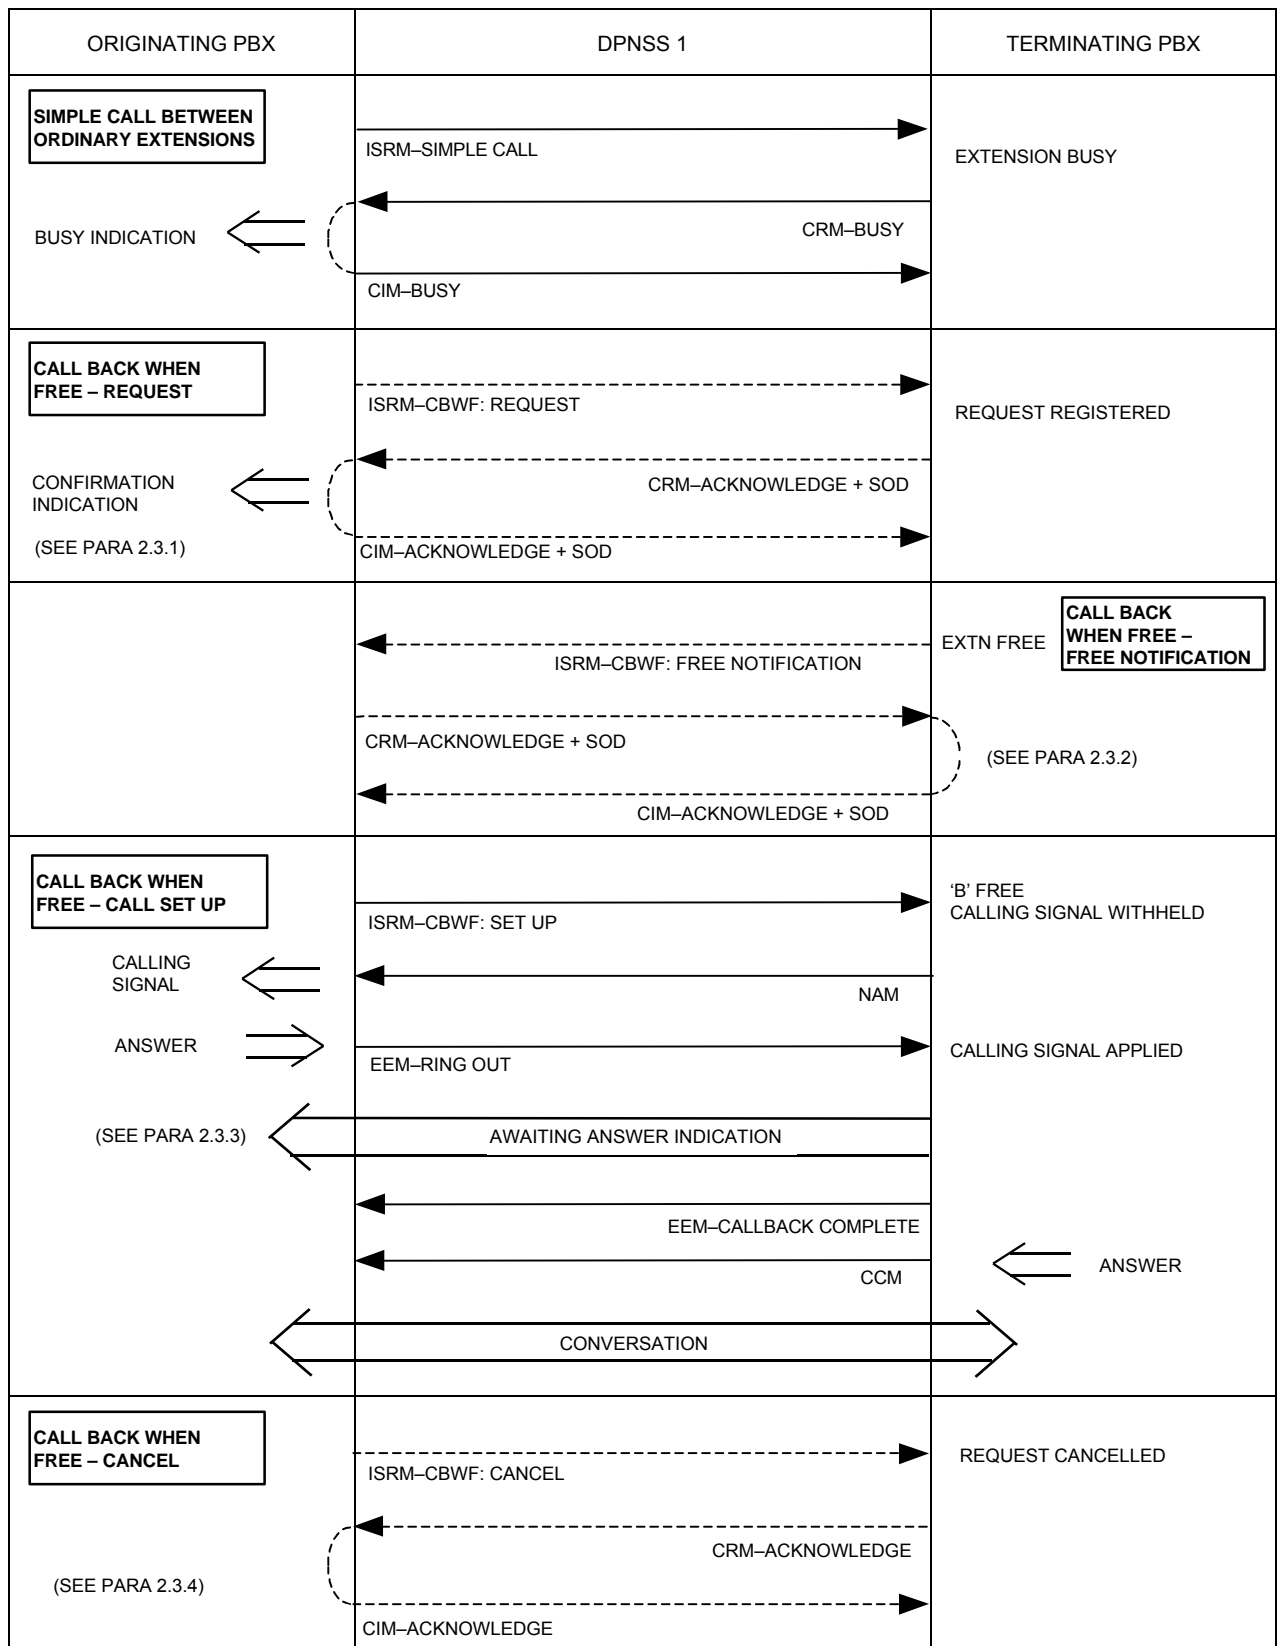 ORIGINATING PBX
DPNSS 1
TERMINATING PBX
SIMPLE CALL BETWEEN
ORDINARY EXTENSIONS
ISRM–SIMPLE CALL
EXTENSION BUSY
CRM–BUSY
BUSY INDICATION
CIM–BUSY
CALL BACK WHEN
FREE – REQUEST
ISRM–CBWF: REQUEST
REQUEST REGISTERED
CONFIRMATION
INDICATION
CRM–ACKNOWLEDGE + SOD
(SEE PARA 2.3.1)
CIM–ACKNOWLEDGE + SOD
EXTN FREE
CALL BACK
WHEN FREE –
FREE NOTIFICATION
ISRM–CBWF: FREE NOTIFICATION
CRM–ACKNOWLEDGE + SOD
(SEE PARA 2.3.2)
CIM–ACKNOWLEDGE + SOD
CALL BACK WHEN
FREE – CALL SET UP
ISRM–CBWF: SET UP
‘B’ FREE
CALLING SIGNAL WITHHELD
CALLING
SIGNAL
NAM
ANSWER
EEM–RING OUT
CALLING SIGNAL APPLIED
(SEE PARA 2.3.3)
AWAITING ANSWER INDICATION
EEM–CALLBACK COMPLETE
CCM
ANSWER
CONVERSATION
CALL BACK WHEN
FREE – CANCEL
ISRM–CBWF: CANCEL
REQUEST CANCELLED
CRM–ACKNOWLEDGE
(SEE PARA 2.3.4)
CIM–ACKNOWLEDGE